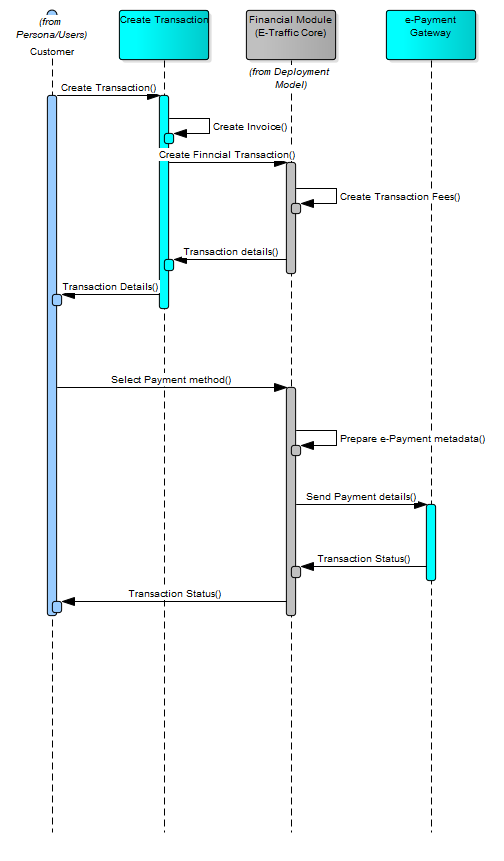 (from
Persona/Users)
Customer
Create Transaction
Financial Module
(E-Traffic Core)
(from Deployment
Model)
e-Payment
Gateway
Create Transaction()
Create Invoice()
Create Finncial Transaction()
Create Transaction Fees()
Transaction details()
Transaction Details()
Select Payment method()
Prepare e-Payment metadata()
Send Payment details()
Transaction Status()
Transaction Status()